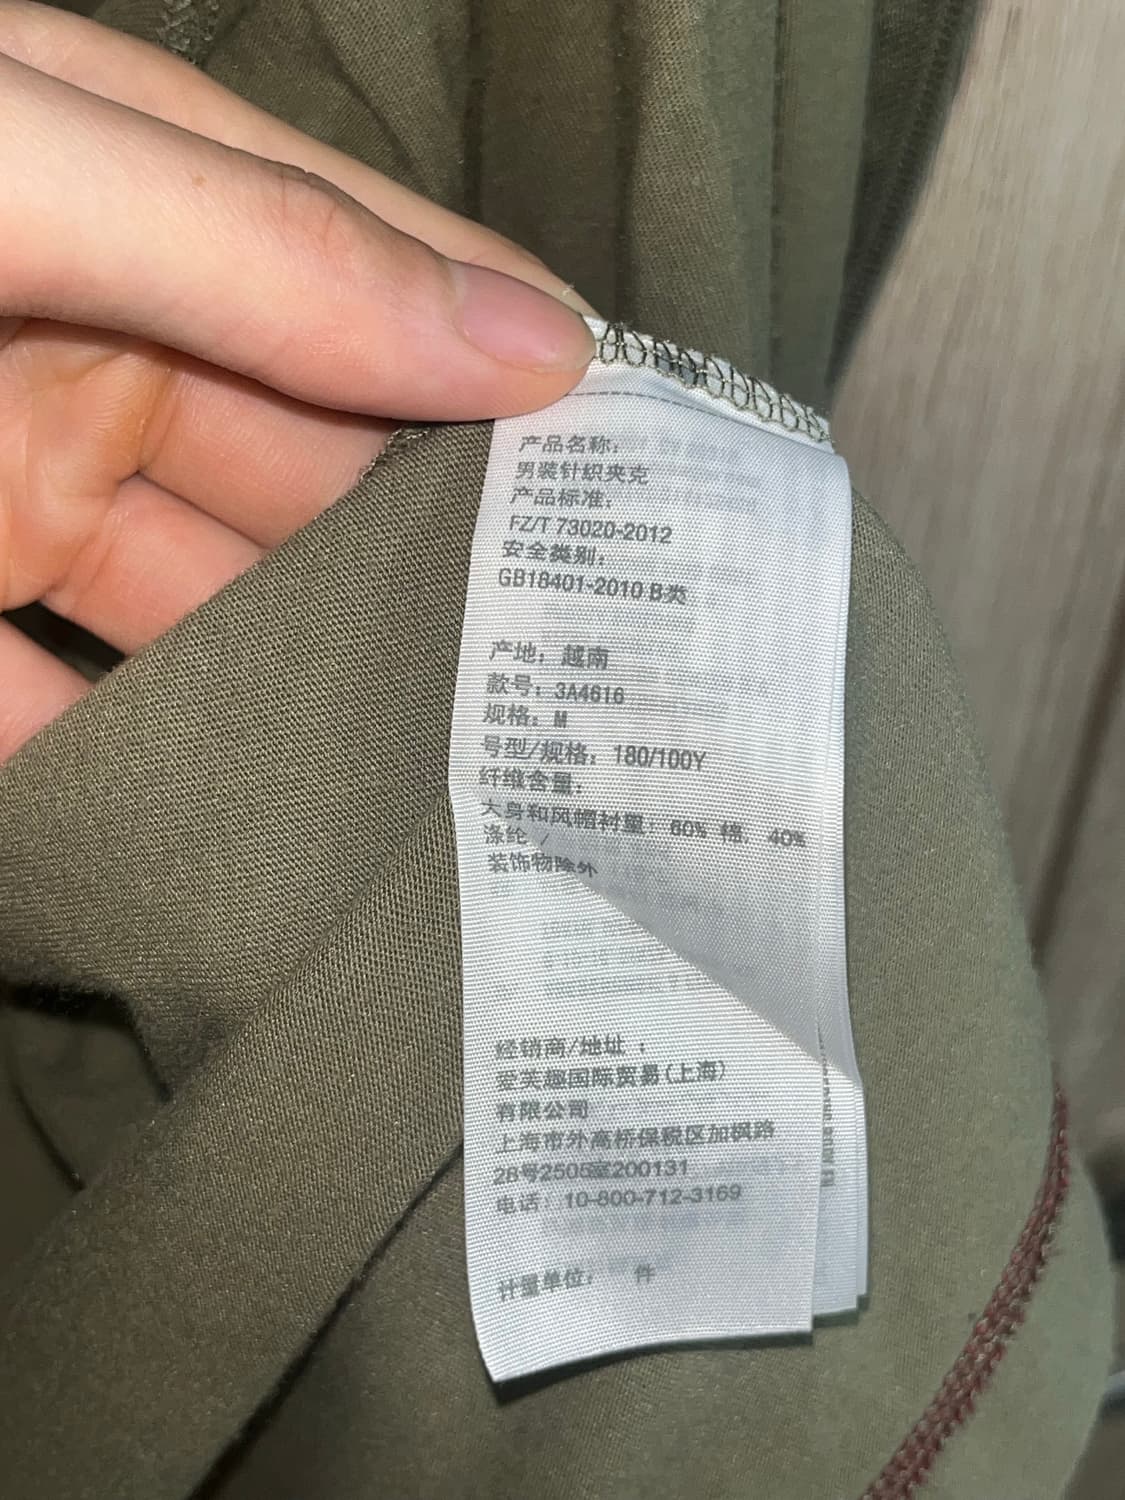 产品名称:
男装针织夹克
产品标准:
FZ/T 73020-2012
安全类别:
GB18401-2010 B类
产地: 越南
款号: 3A4616
规格: M
号型/规格: 180/100Y
纤维含量:
大身和风帽衬里: 60% 棉, 40%
涤纶 /
装饰物除外
经销商/地址 :
爱芙趣国际贸易(上海)
有限公司
上海市外高桥保税区加枫路
28号2505室200131
电话: 10-800-712-3169
计量单位: 件